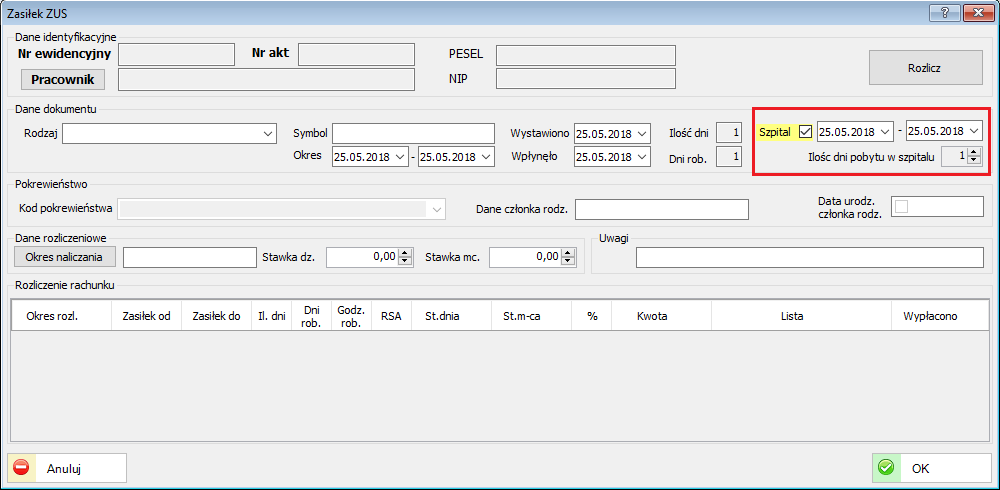 Zasiłek ZUS
Dane identyfikacyjne
Nr ewidencyjny Nr akt PESEL
Pracownik NIP Rozlicz
Dane dokumentu
Rodzaj Symbol Wystawiono 25.05.2018 Ilość dni 1 Szpital 25.05.2018 - 25.05.2018
Okres 25.05.2018 - 25.05.2018 Wpłynęło 25.05.2018 Dni rob. 1 Ilośc dni pobytu w szpitalu 1
Pokrewieństwo
Kod pokrewieństwa Dane członka rodz. Data urodz.
członka rodz.
Dane rozliczeniowe Uwagi
Okres naliczania Stawka dz. 0,00 Stawka mc. 0,00
Rozliczenie rachunku
Okres rozl. Zasiłek od Zasiłek do Il. dni Dni rob. Godz. rob. RSA St.dnia St.m-ca % Kwota Lista Wypłacono
Anuluj OK